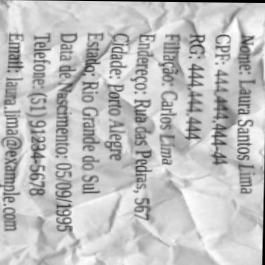 Nome: Laura Santos Lima
CPF: 444.444.444-44
RG: 444.444.444
Filiação: Carlos Lima
Endereço: Rua das Pedras, 567
Cidade: Porto Alegre
Estado: Rio Grande do Sul
Data de Nascimento: 05/09/1995
Telefone: (51) 91234-5678
Email: laura.lima@example.com